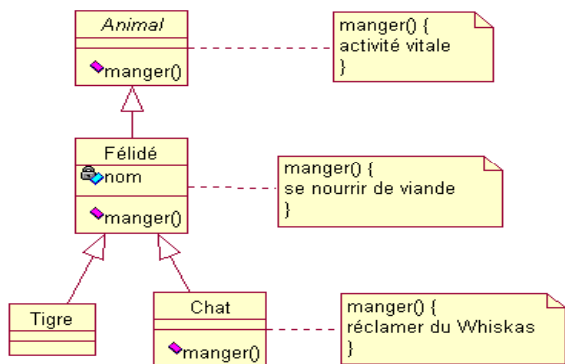 Animal
manger()
manger() {
activité vitale
}
Félidé
nom
manger()
manger() {
se nourrir de viande
}
Tigre
Chat
manger()
manger() {
réclamer du Whiskas
}